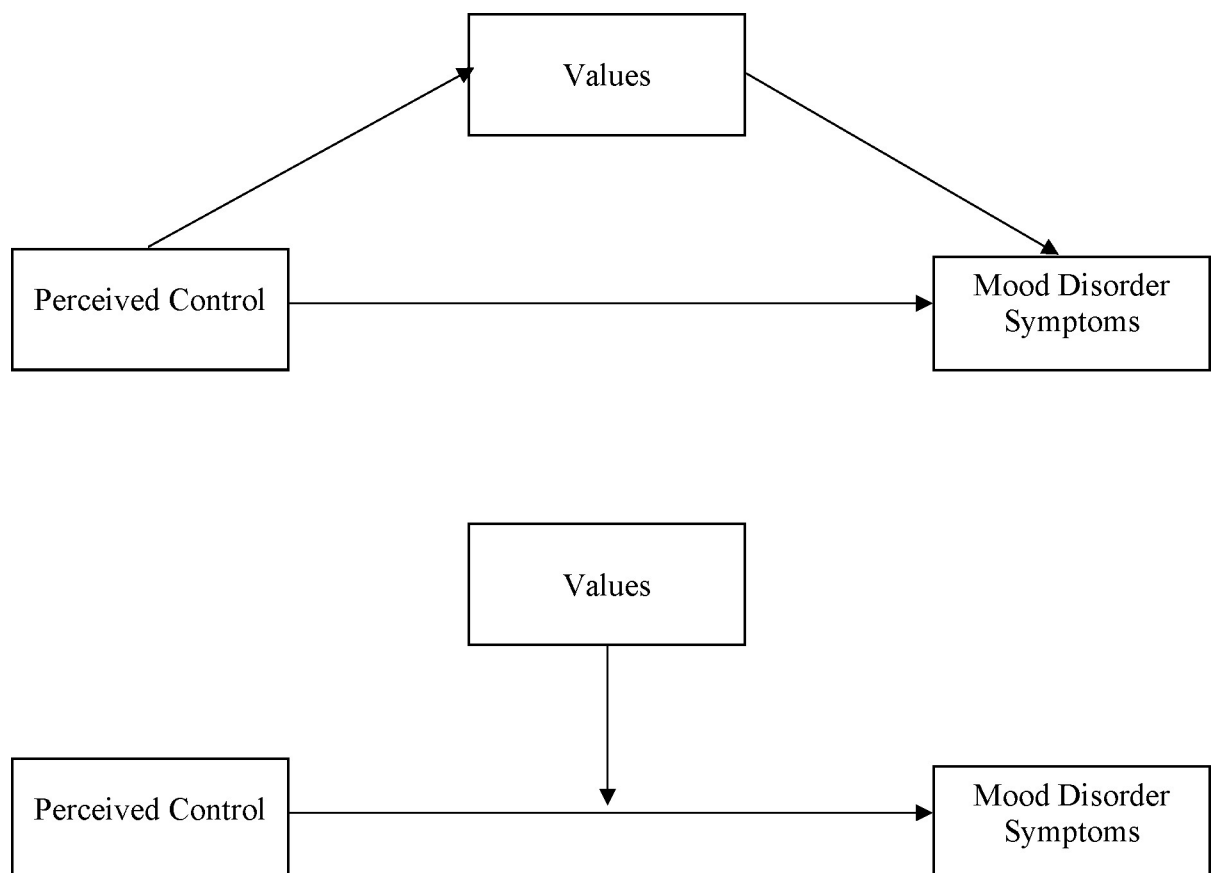 Values
Perceived Control
Mood Disorder
Symptoms
Values
Perceived Control
Mood Disorder
Symptoms